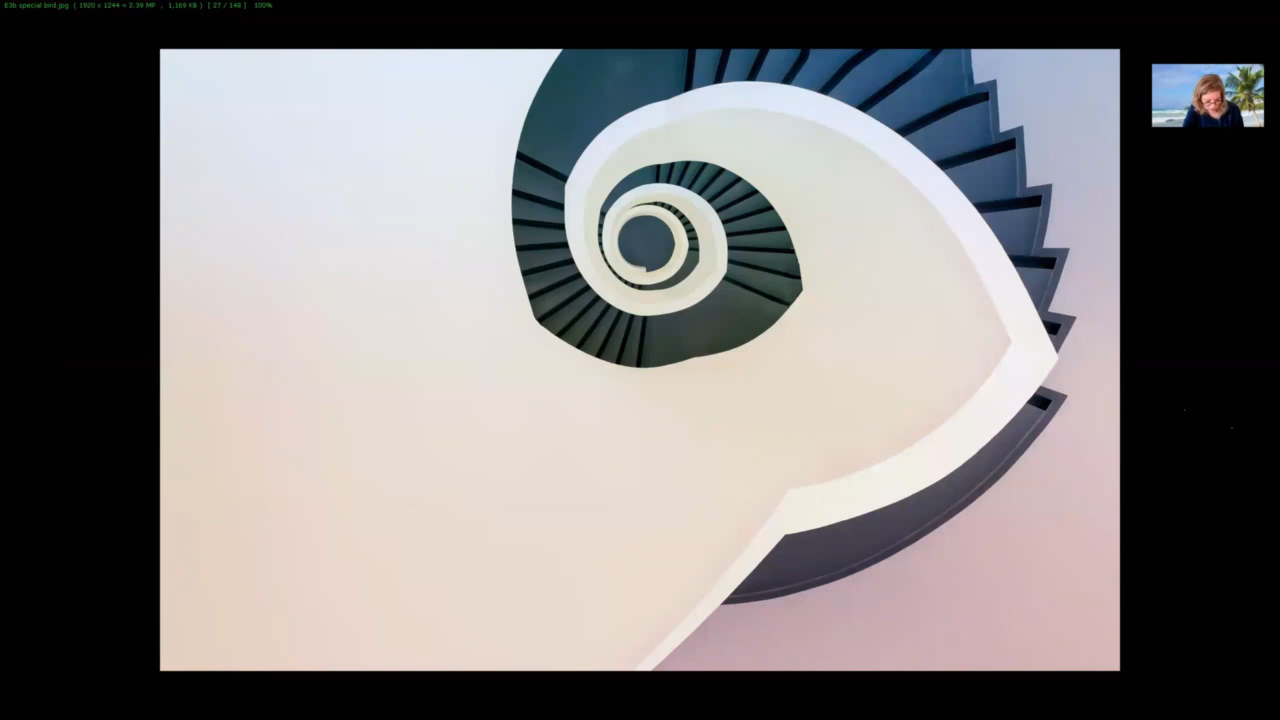 E3b special bird.jpg ( 1920 x 1244 = 2.39 MP , 1,169 KB ) [ 27 / 148 ] 100%